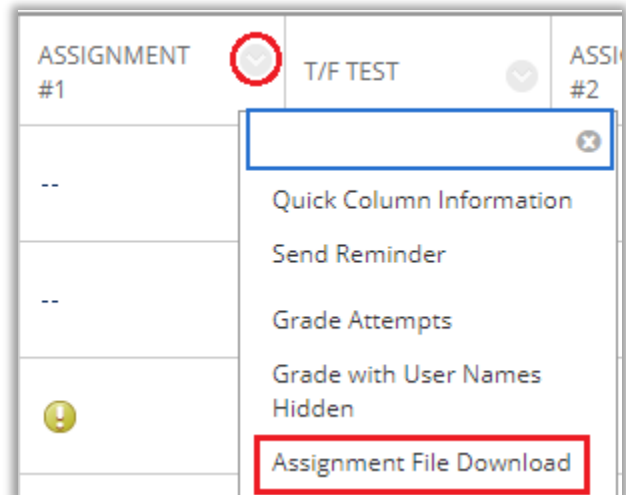 ASSIGNMENT
#1
T/F TEST
ASSI
#2
--
Quick Column Information
Send Reminder
--
Grade Attempts
Grade with User Names
Hidden
Assignment File Download